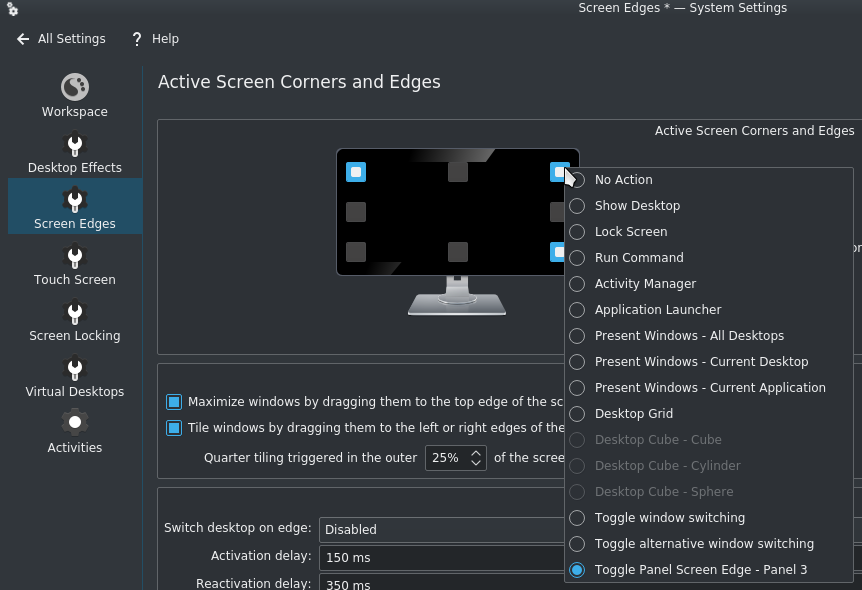 Screen Edges * — System Settings
All Settings
? Help
Workspace
Desktop Effects
Screen Edges
Touch Screen
Screen Locking
Virtual Desktops
Activities
Active Screen Corners and Edges
Active Screen Corners and Edges
No Action
Show Desktop
Lock Screen
Run Command
Activity Manager
Application Launcher
Present Windows - All Desktops
Present Windows - Current Desktop
Present Windows - Current Application
Desktop Grid
Desktop Cube - Cube
Desktop Cube - Cylinder
Desktop Cube - Sphere
Toggle window switching
Toggle alternative window switching
Toggle Panel Screen Edge - Panel 3
Maximize windows by dragging them to the top edge of the
Tile windows by dragging them to the left or right edges of the
Quarter tiling triggered in the outer 25% of the
Switch desktop on edge: Disabled
Activation delay: 150 ms
Reactivation delay: 350 ms